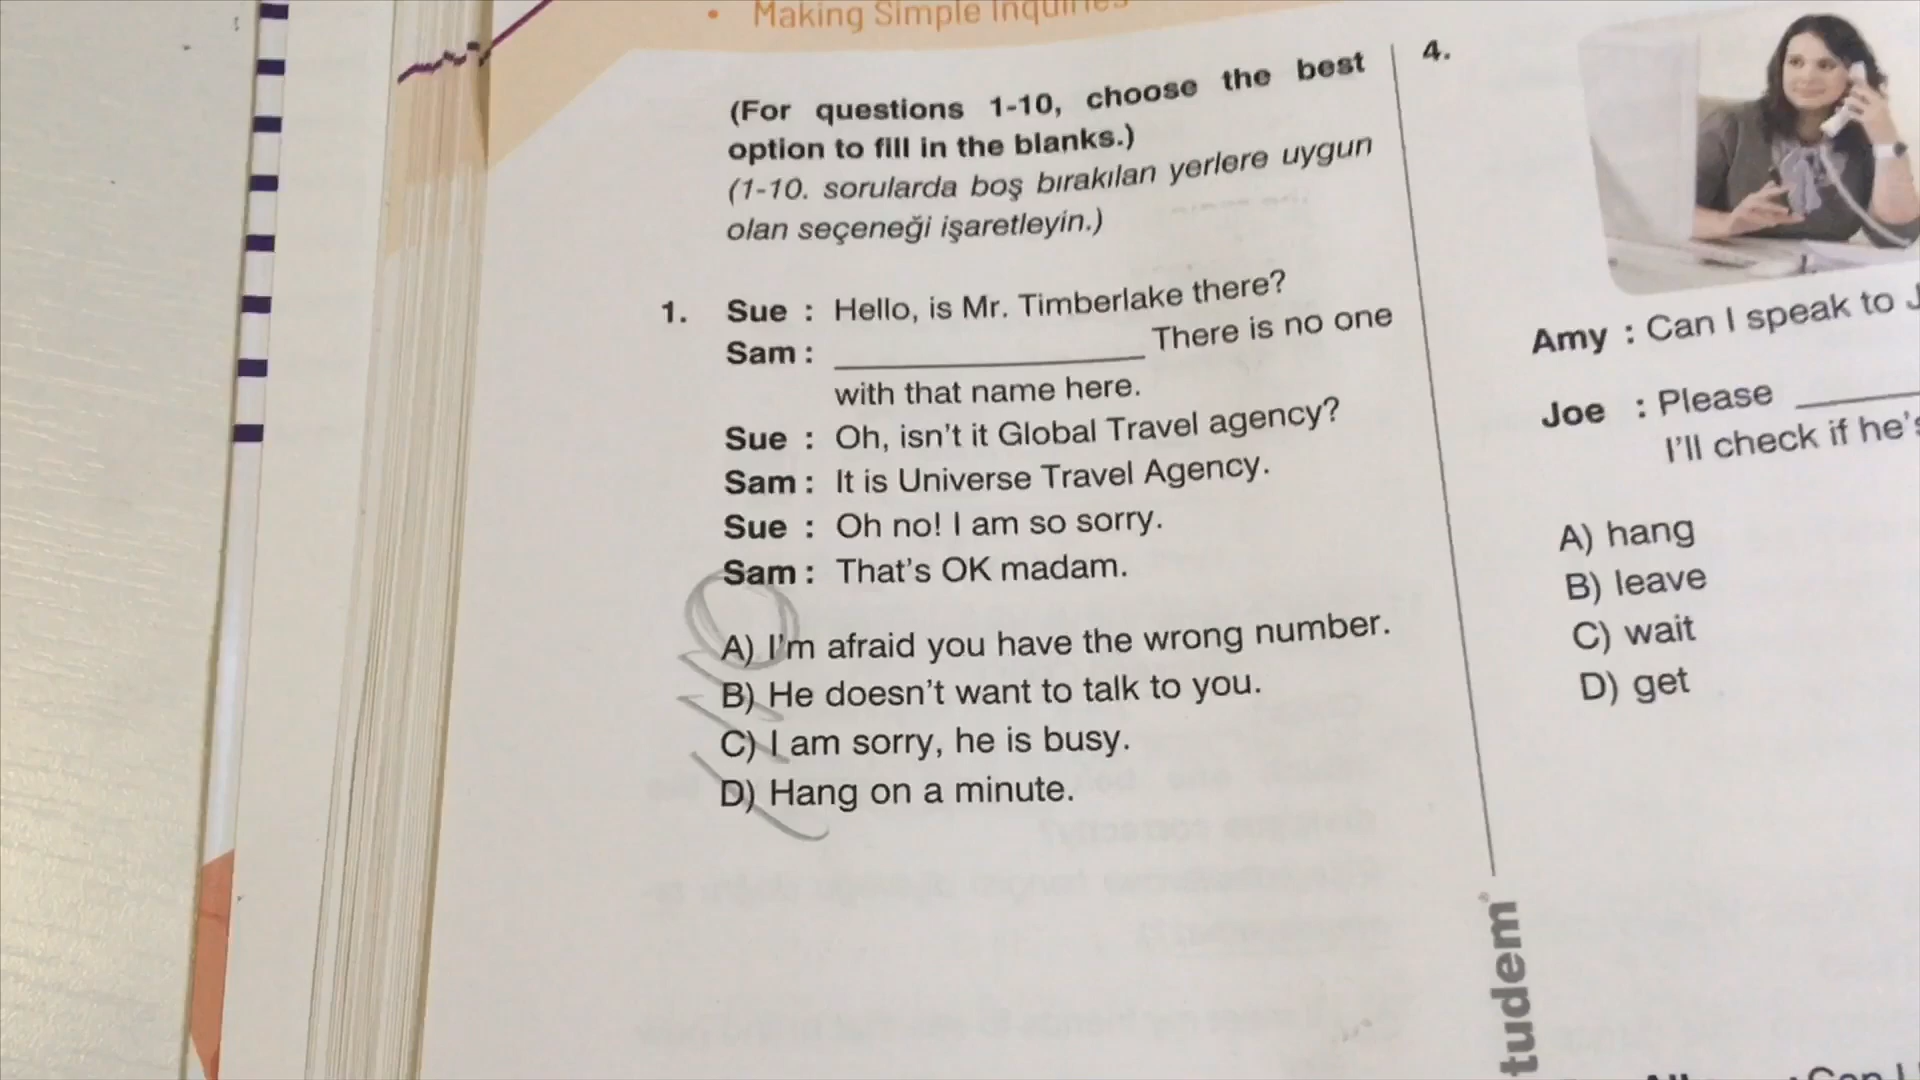 • Making Simple Inquiries
(For questions 1-10, choose the best
option to fill in the blanks.)
(1-10. sorularda boş bırakılan yerlere uygun
olan seçeneği işaretleyin.)
1. Sue : Hello, is Mr. Timberlake there?
Sam : ____________ There is no one
with that name here.
Sue : Oh, isn't it Global Travel agency?
Sam : It is Universe Travel Agency.
Sue : Oh no! I am so sorry.
Sam : That's OK madam.
A) I'm afraid you have the wrong number.
B) He doesn't want to talk to you.
C) I am sorry, he is busy.
D) Hang on a minute.
4.
Amy : Can I speak to J
Joe : Please ________
I'll check if he's
A) hang
B) leave
C) wait
D) get
tudem